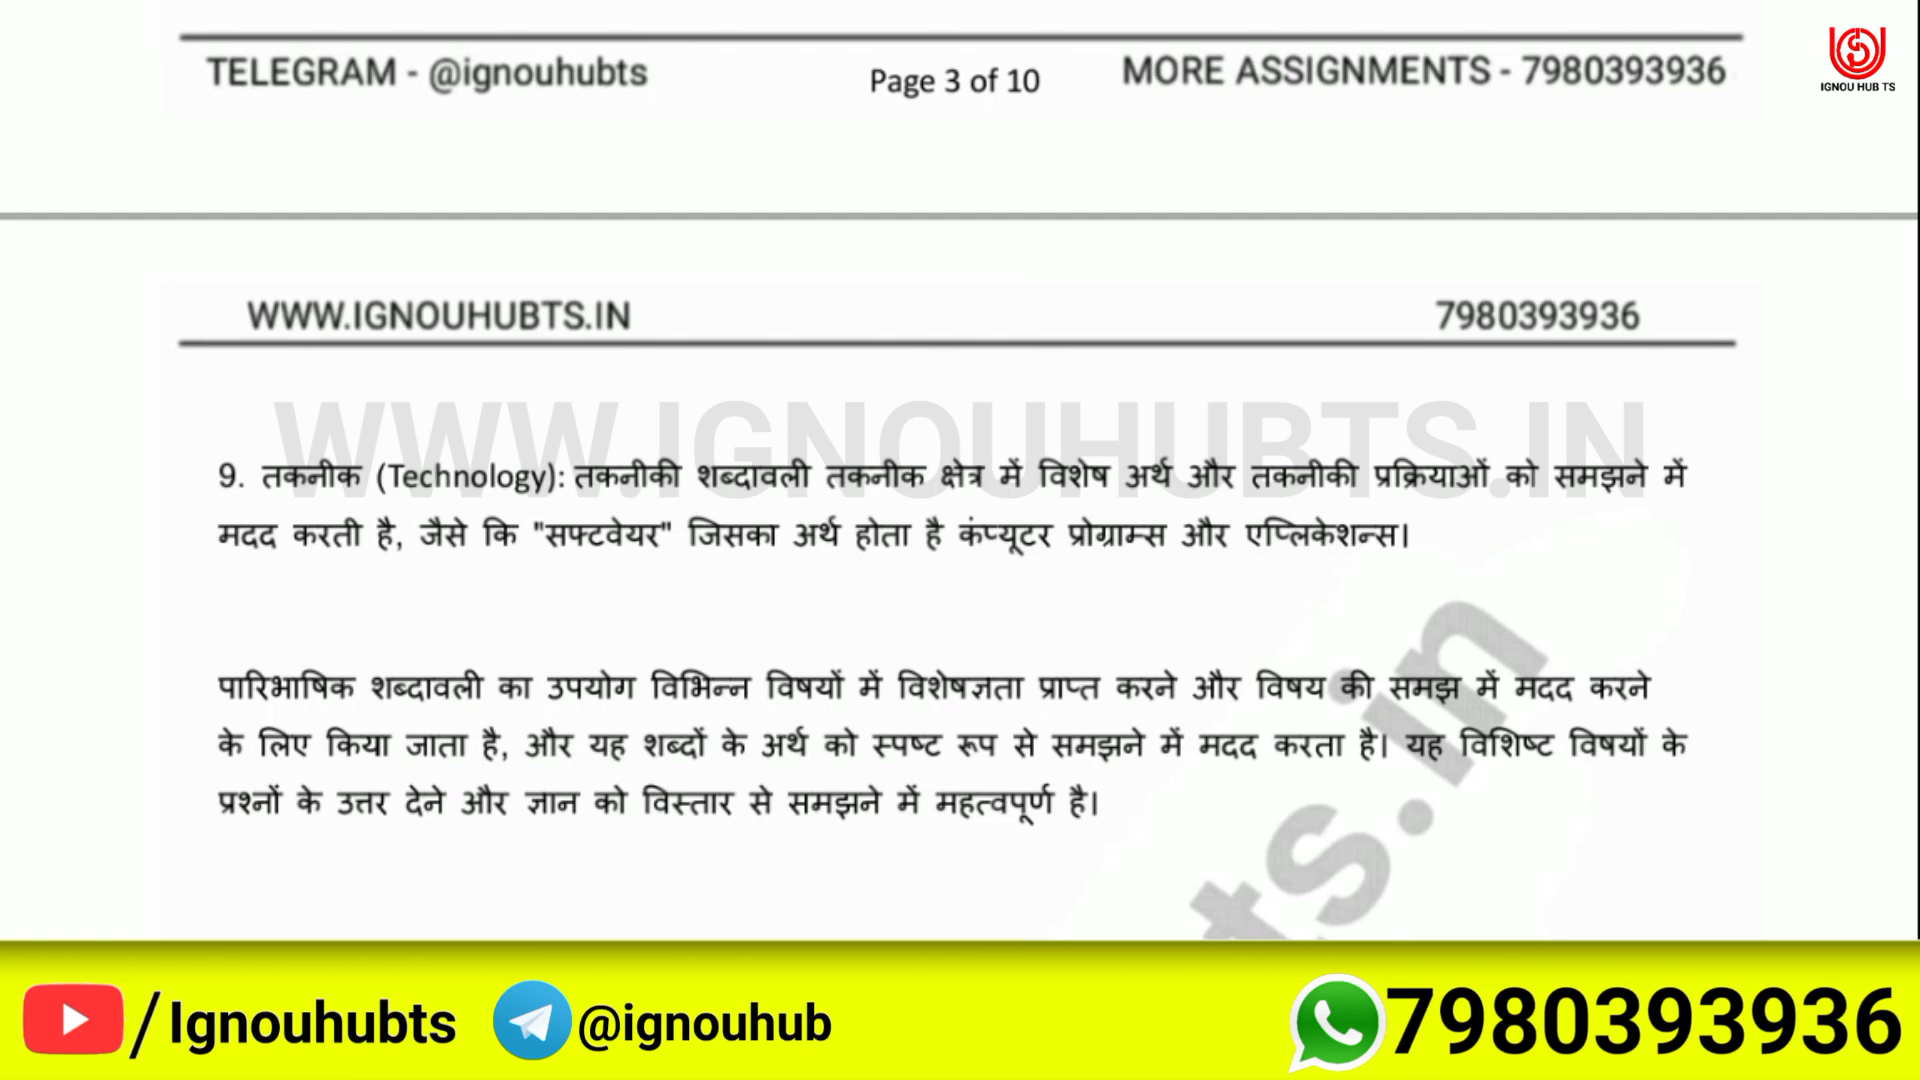 TELEGRAM - @ignouhubts Page 3 of 10 MORE ASSIGNMENTS - 7980393936
IGNOU HUB TS
WWW.IGNOUHUBTS.IN 7980393936
WWW.IGNOUHUBTS.IN
9. तकनीक (Technology): तकनीकी शब्दावली तकनीक क्षेत्र में विशेष अर्थ और तकनीकी प्रक्रियाओं को समझने में
मदद करती है, जैसे कि "सफ्टवेयर" जिसका अर्थ होता है कंप्यूटर प्रोग्राम्स और एप्लिकेशन्स।
पारिभाषिक शब्दावली का उपयोग विभिन्न विषयों में विशेषज्ञता प्राप्त करने और विषय की समझ में मदद करने
के लिए किया जाता है, और यह शब्दों के अर्थ को स्पष्ट रूप से समझने में मदद करता है। यह विशिष्ट विषयों के
प्रश्नों के उत्तर देने और ज्ञान को विस्तार से समझने में महत्वपूर्ण है।
ts.in
/Ignouhubts @ignouhub 7980393936